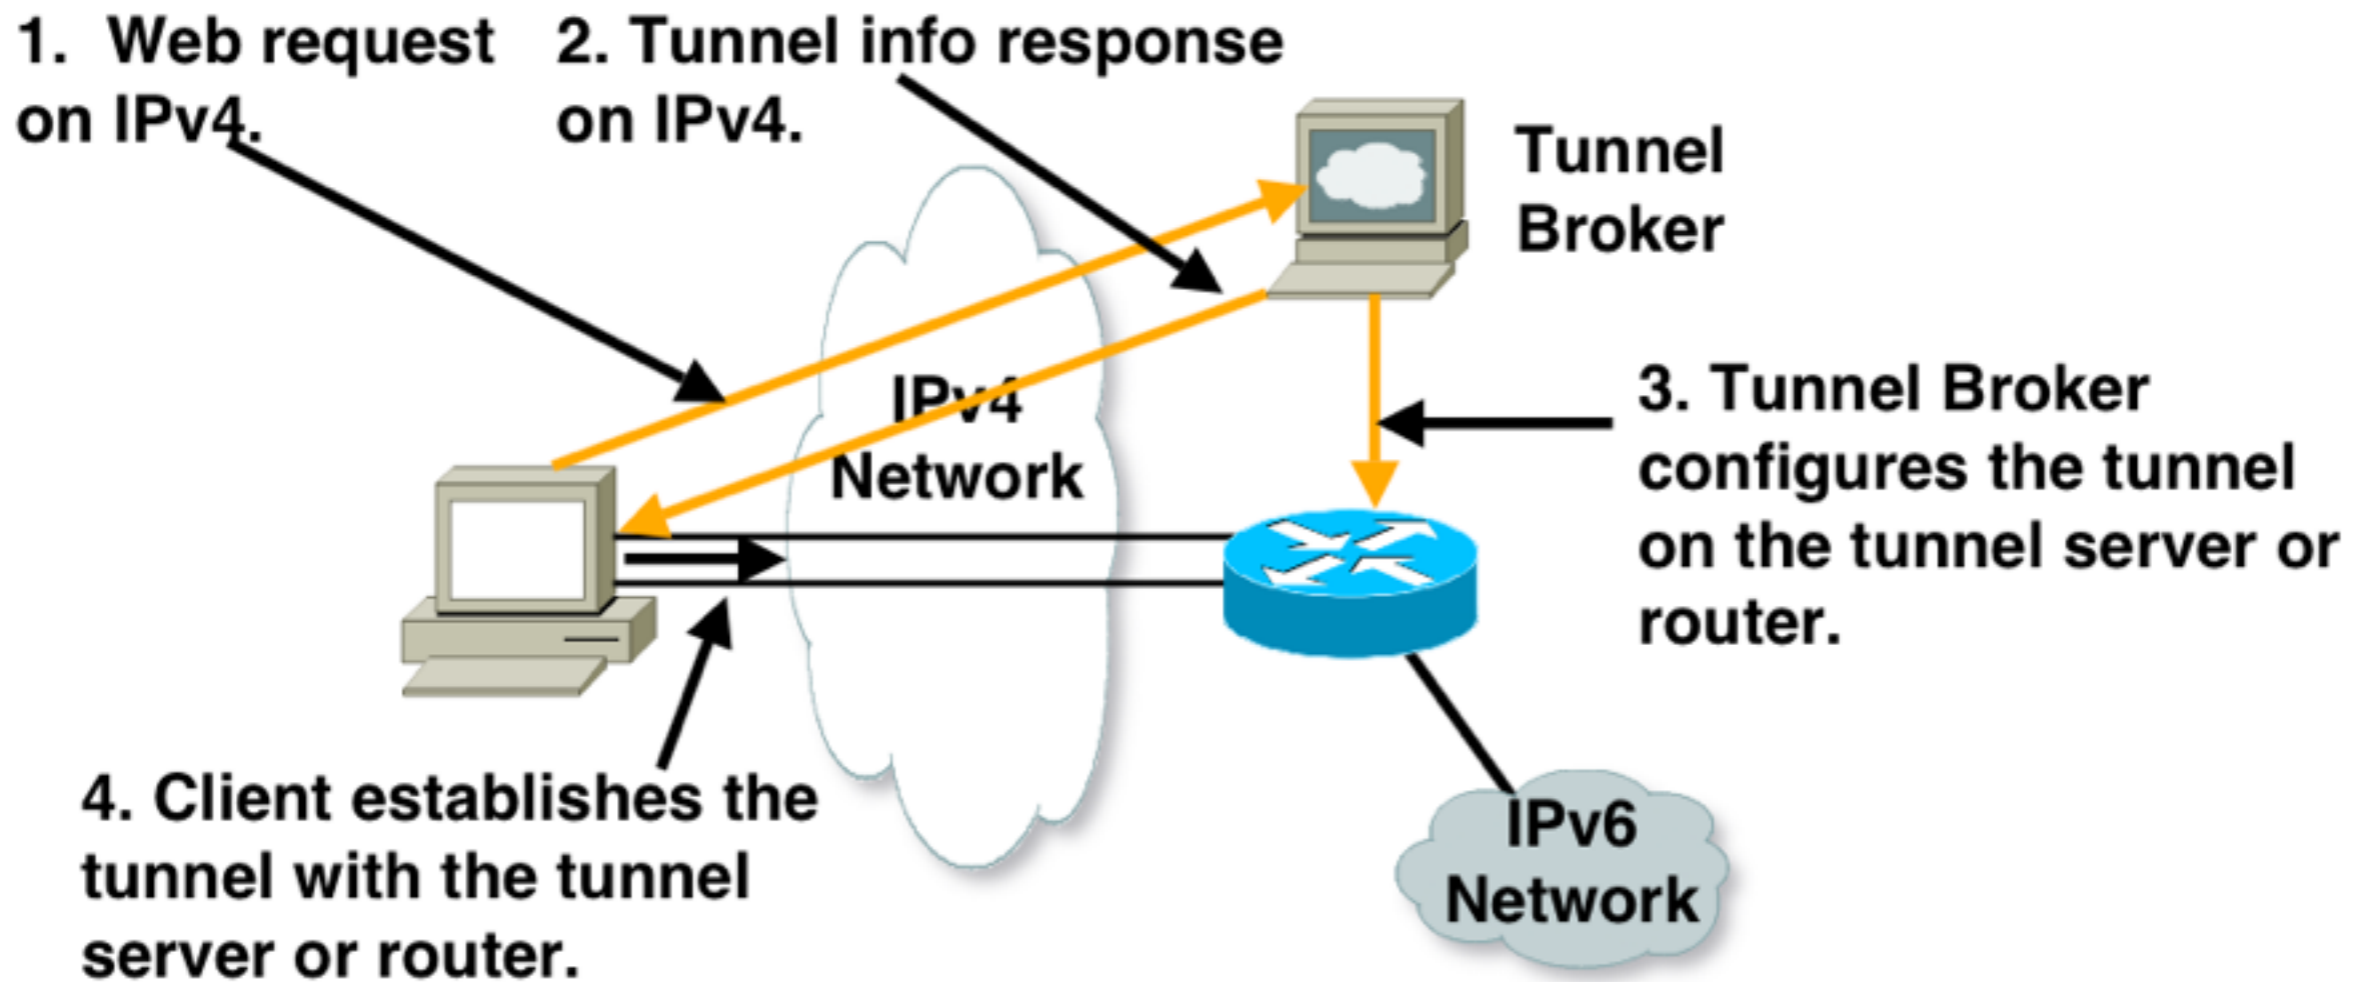 1.  Web request
on IPv4.
2. Tunnel info response
on IPv4.
Tunnel
Broker
IPv4
Network
3. Tunnel Broker
configures the tunnel
on the tunnel server or
router.
4. Client establishes the
tunnel with the tunnel
server or router.
IPv6
Network